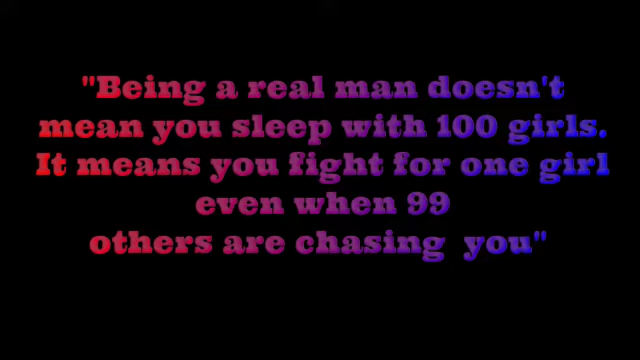 "Being a real man doesn't
mean you sleep with 100 girls.
It means you fight for one girl
even when 99
others are chasing  you"